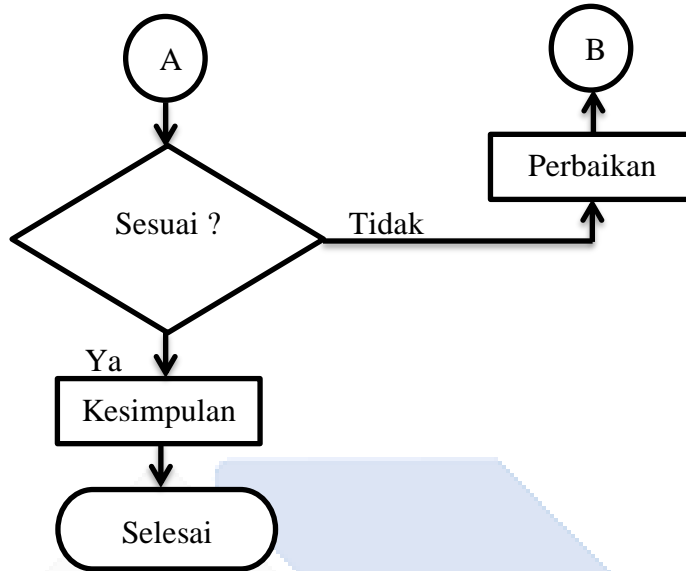 A
B
Perbaikan
Sesuai ?
Tidak
Ya
Kesimpulan
Selesai